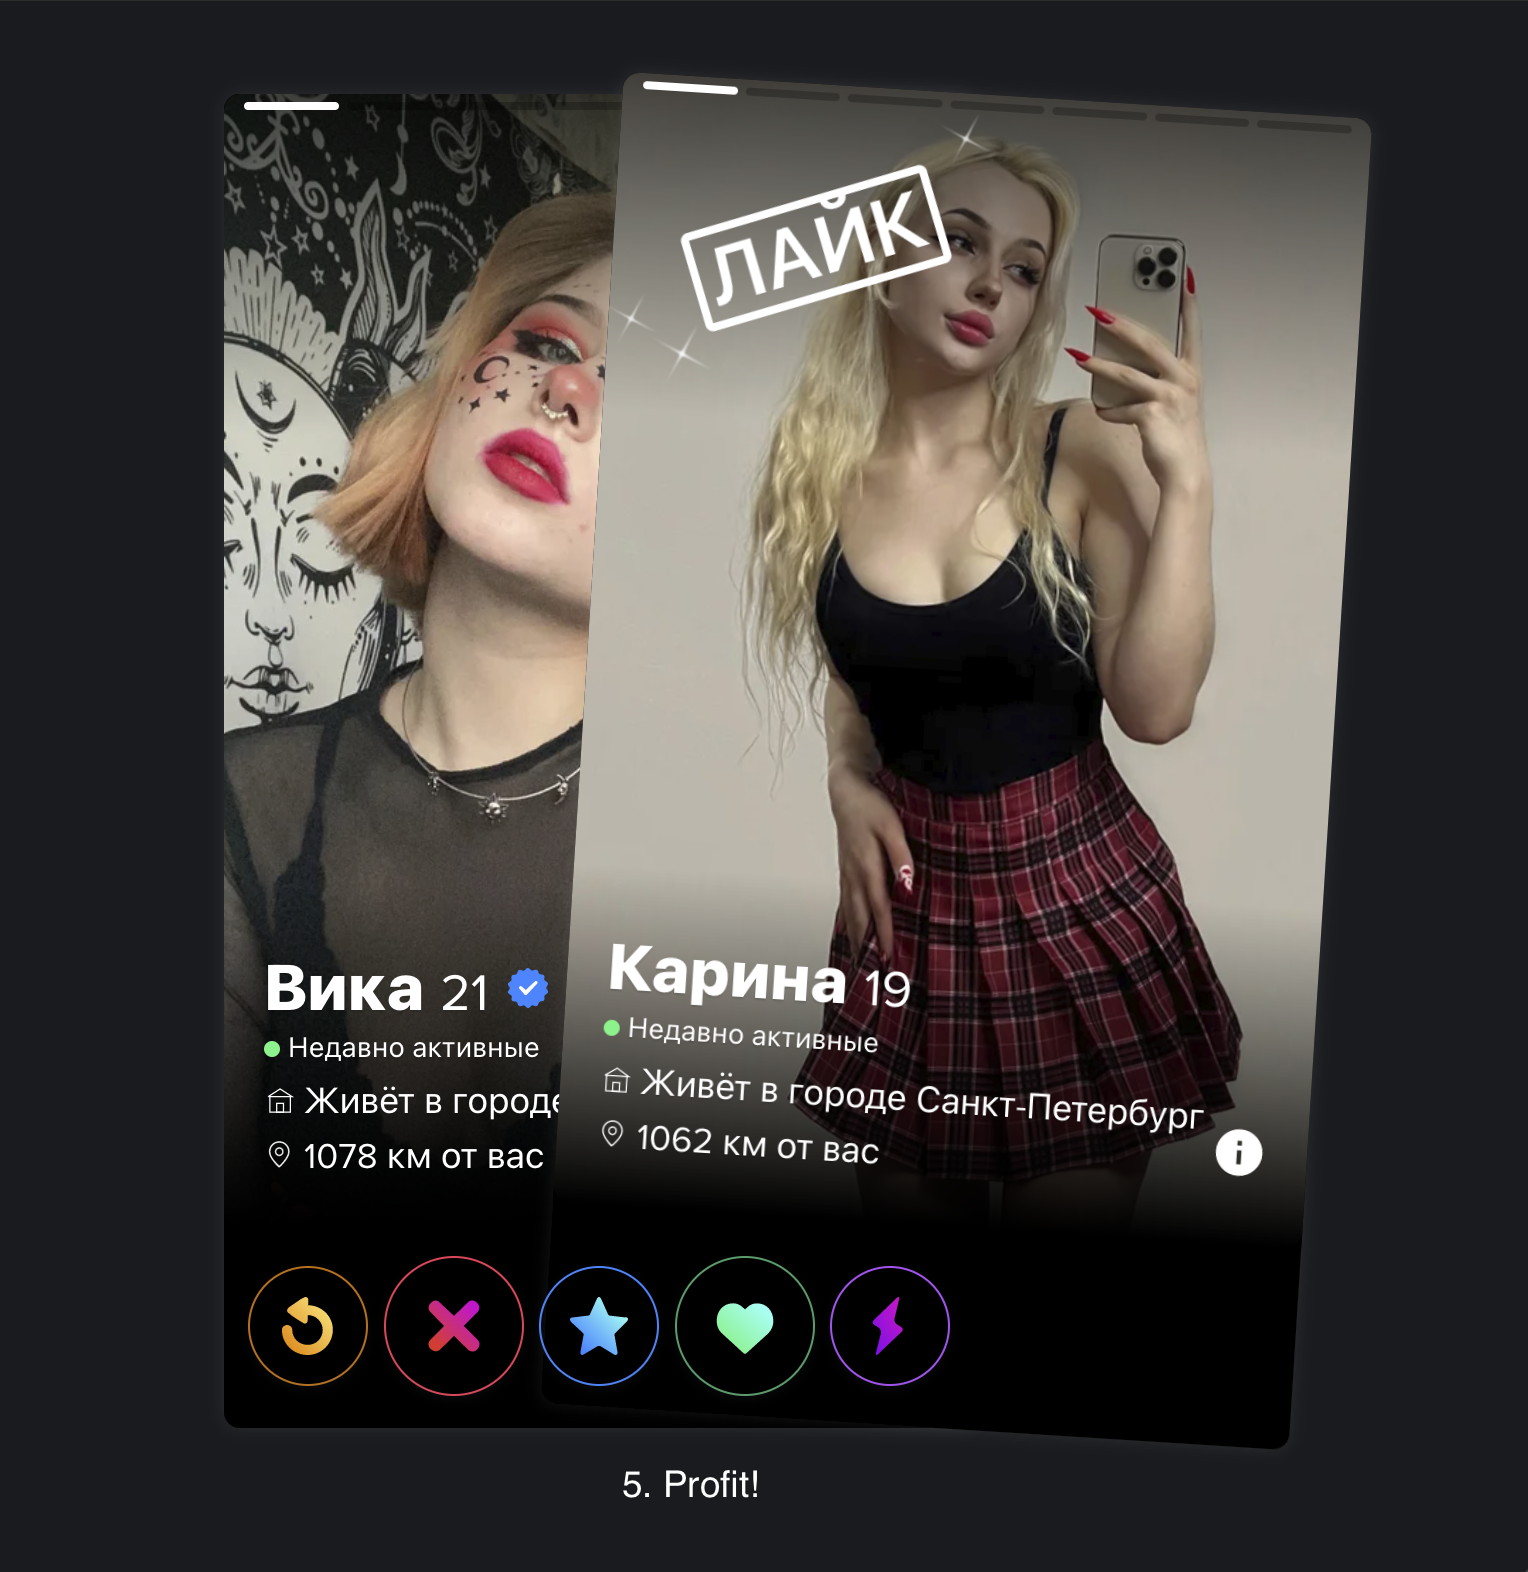 ЛАЙК
Вика 21
Недавно активные
Живёт в городе
1078 км от вас
Карина 19
Недавно активные
Живёт в городе Санкт-Петербург
1062 км от вас
5. Profit!